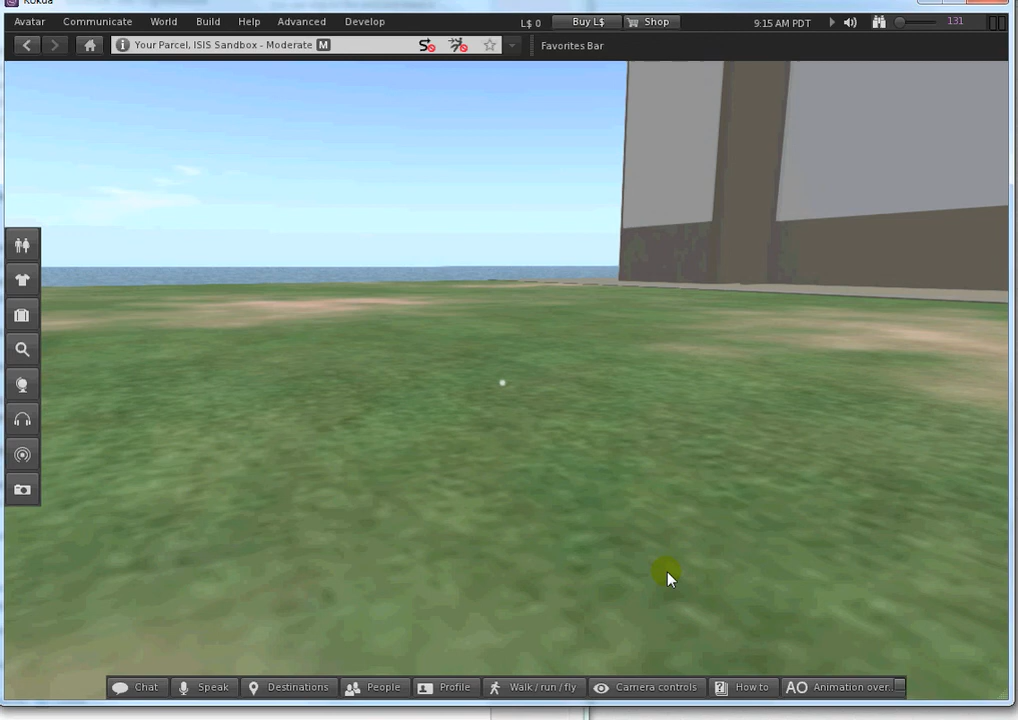 Kokua
Avatar Communicate World Build Help Advanced Develop L$ 0 Buy L$ Shop 9:15 AM PDT 131
Your Parcel, ISIS Sandbox - Moderate M Favorites Bar
Chat Speak Destinations People Profile Walk / run / fly Camera controls How to AO Animation over..